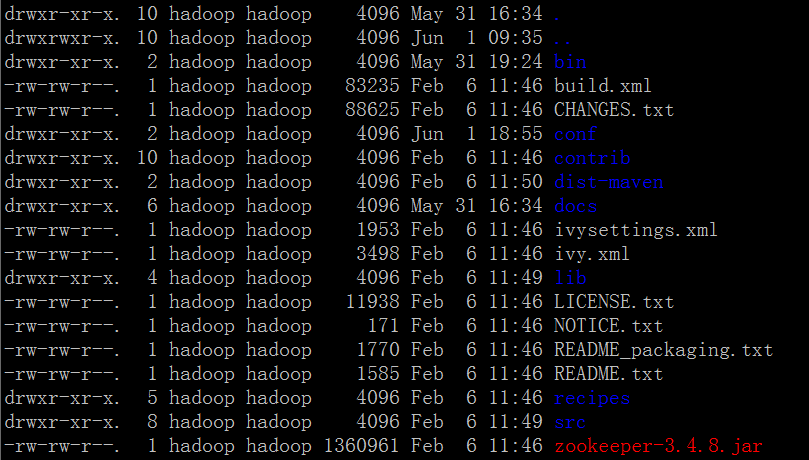 drwxr-xr-x. 10 hadoop hadoop    4096 May 31 16:34 .
drwxrwxr-x. 10 hadoop hadoop    4096 Jun  1 09:35 ..
drwxr-xr-x.  2 hadoop hadoop    4096 May 31 19:24 bin
-rw-rw-r--.  1 hadoop hadoop   83235 Feb  6 11:46 build.xml
-rw-rw-r--.  1 hadoop hadoop   88625 Feb  6 11:46 CHANGES.txt
drwxr-xr-x.  2 hadoop hadoop    4096 Jun  1 18:55 conf
drwxr-xr-x. 10 hadoop hadoop    4096 Feb  6 11:46 contrib
drwxr-xr-x.  2 hadoop hadoop    4096 Feb  6 11:50 dist-maven
drwxr-xr-x.  6 hadoop hadoop    4096 May 31 16:34 docs
-rw-rw-r--.  1 hadoop hadoop    1953 Feb  6 11:46 ivysettings.xml
-rw-rw-r--.  1 hadoop hadoop    3498 Feb  6 11:46 ivy.xml
drwxr-xr-x.  4 hadoop hadoop    4096 Feb  6 11:49 lib
-rw-rw-r--.  1 hadoop hadoop   11938 Feb  6 11:46 LICENSE.txt
-rw-rw-r--.  1 hadoop hadoop     171 Feb  6 11:46 NOTICE.txt
-rw-rw-r--.  1 hadoop hadoop    1770 Feb  6 11:46 README_packaging.txt
-rw-rw-r--.  1 hadoop hadoop    1585 Feb  6 11:46 README.txt
drwxr-xr-x.  5 hadoop hadoop    4096 Feb  6 11:46 recipes
drwxr-xr-x.  8 hadoop hadoop    4096 Feb  6 11:49 src
-rw-rw-r--.  1 hadoop hadoop 1360961 Feb  6 11:46 zookeeper-3.4.8.jar